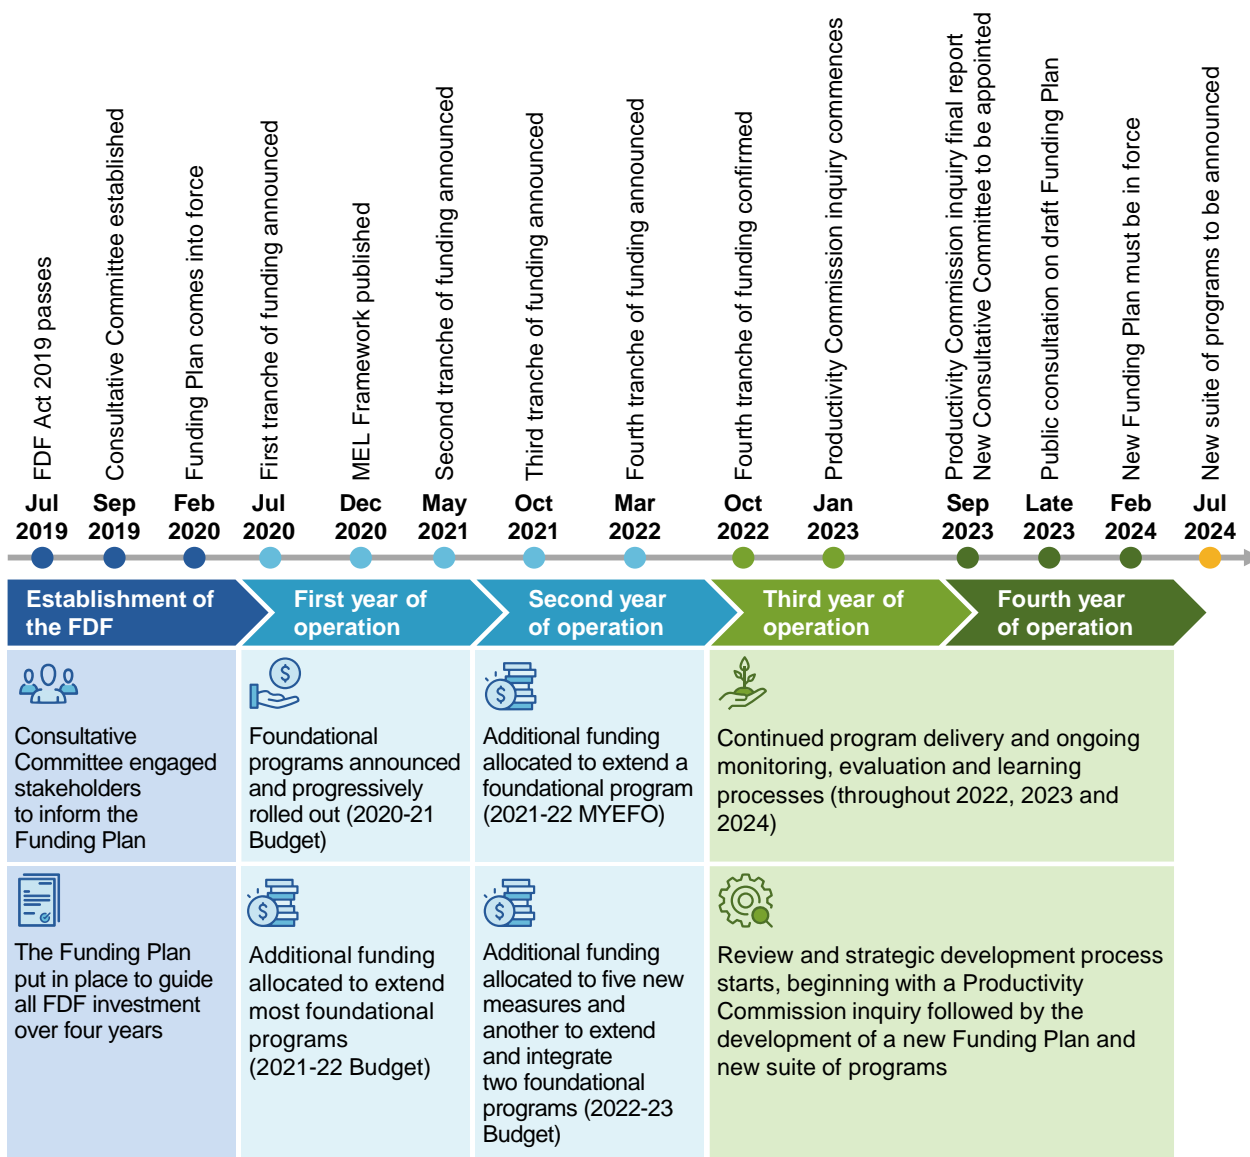 FDF Act 2019 passes
Consultative Committee established
Funding Plan comes into force
First tranche of funding announced
MEL Framework published
Second tranche of funding announced
Third tranche of funding announced
Fourth tranche of funding announced
Fourth tranche of funding confirmed
Productivity Commission inquiry commences
Productivity Commission inquiry final report
New Consultative Committee to be appointed
Public consultation on draft Funding Plan
New Funding Plan must be in force
New suite of programs to be announced
Jul
2019
Sep
2019
Feb
2020
Jul
2020
Dec
2020
May
2021
Oct
2021
Mar
2022
Oct
2022
Jan
2023
Sep
2023
Late
2023
Feb
2024
Jul
2024
Establishment of
the FDF
First year of
operation
Second year
of operation
Third year of
operation
Fourth year
of operation
Consultative
Committee engaged
stakeholders
to inform the
Funding Plan
Foundational
programs announced
and progressively
rolled out (2020-21
Budget)
Additional funding
allocated to extend a
foundational program
(2021-22 MYEFO)
Continued program delivery and ongoing
monitoring, evaluation and learning
processes (throughout 2022, 2023 and
2024)
The Funding Plan
put in place to guide
all FDF investment
over four years
Additional funding
allocated to extend
most foundational
programs
(2021-22 Budget)
Additional funding
allocated to five new
measures and
another to extend
and integrate
two foundational
programs (2022-23
Budget)
Review and strategic development process
starts, beginning with a Productivity
Commission inquiry followed by the
development of a new Funding Plan and
new suite of programs